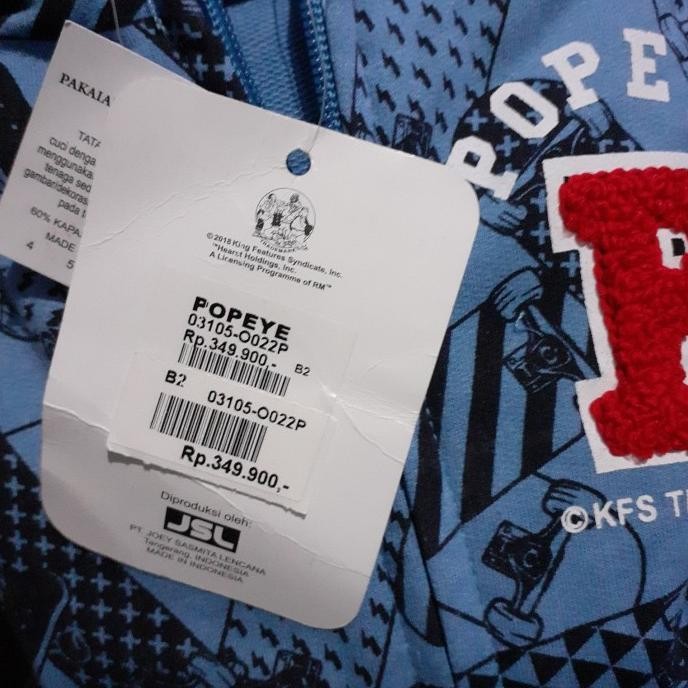 PAKAIA
TATA
cuci denga
menggunaka
tenaga sed
gambar/dekoras
pada t
60% KAPA
MADE
4 5
TRADEMARK
©2018 King Features Syndicate, Inc.
™Hearst Holdings, Inc.
A Licensing Programme of RM™
POPEYE
03105-O022P
Rp.349.900,-
B2
B2 03105-O022P
Rp.349.900,-
Diproduksi oleh:
JSL
PT. JOEY SASMITA LENCANA
Tangerang, INDONESIA
MADE IN INDONESIA
POPE
©KFS T